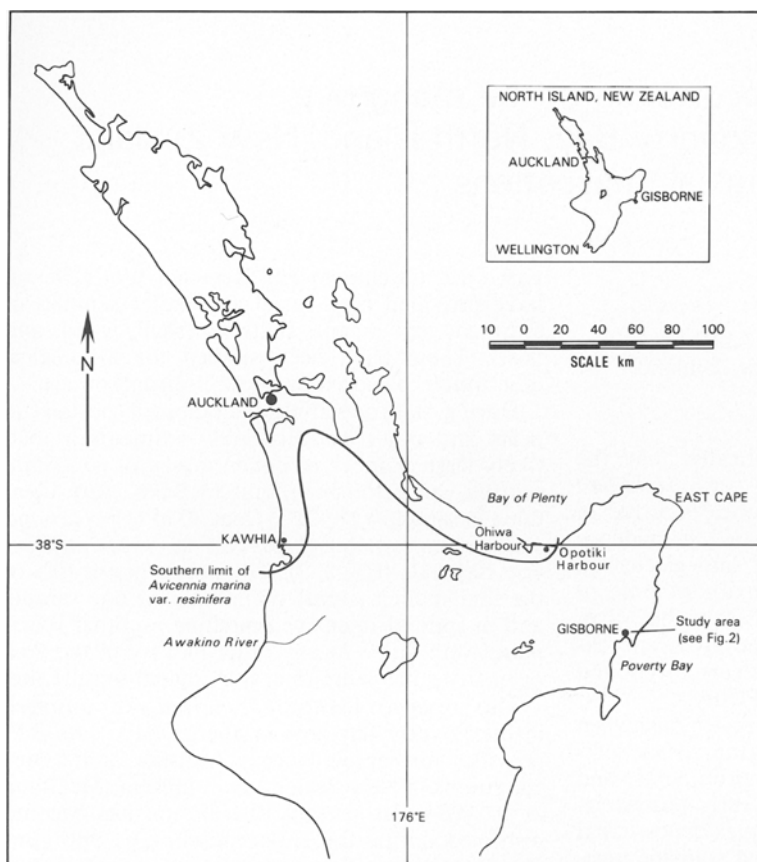 NORTH ISLAND, NEW ZEALAND
AUCKLAND
GISBORNE
WELLINGTON
10 0 20 40 60 80 100
SCALE km
N
AUCKLAND
Bay of Plenty
EAST CAPE
Ohiwa
Harbour
Opotiki
Harbour
KAWHIA
38°S
Southern limit of
Avicennia marina
var. resinifera
GISBORNE
Study area
(see Fig.2)
Awakino River
Poverty Bay
176°E